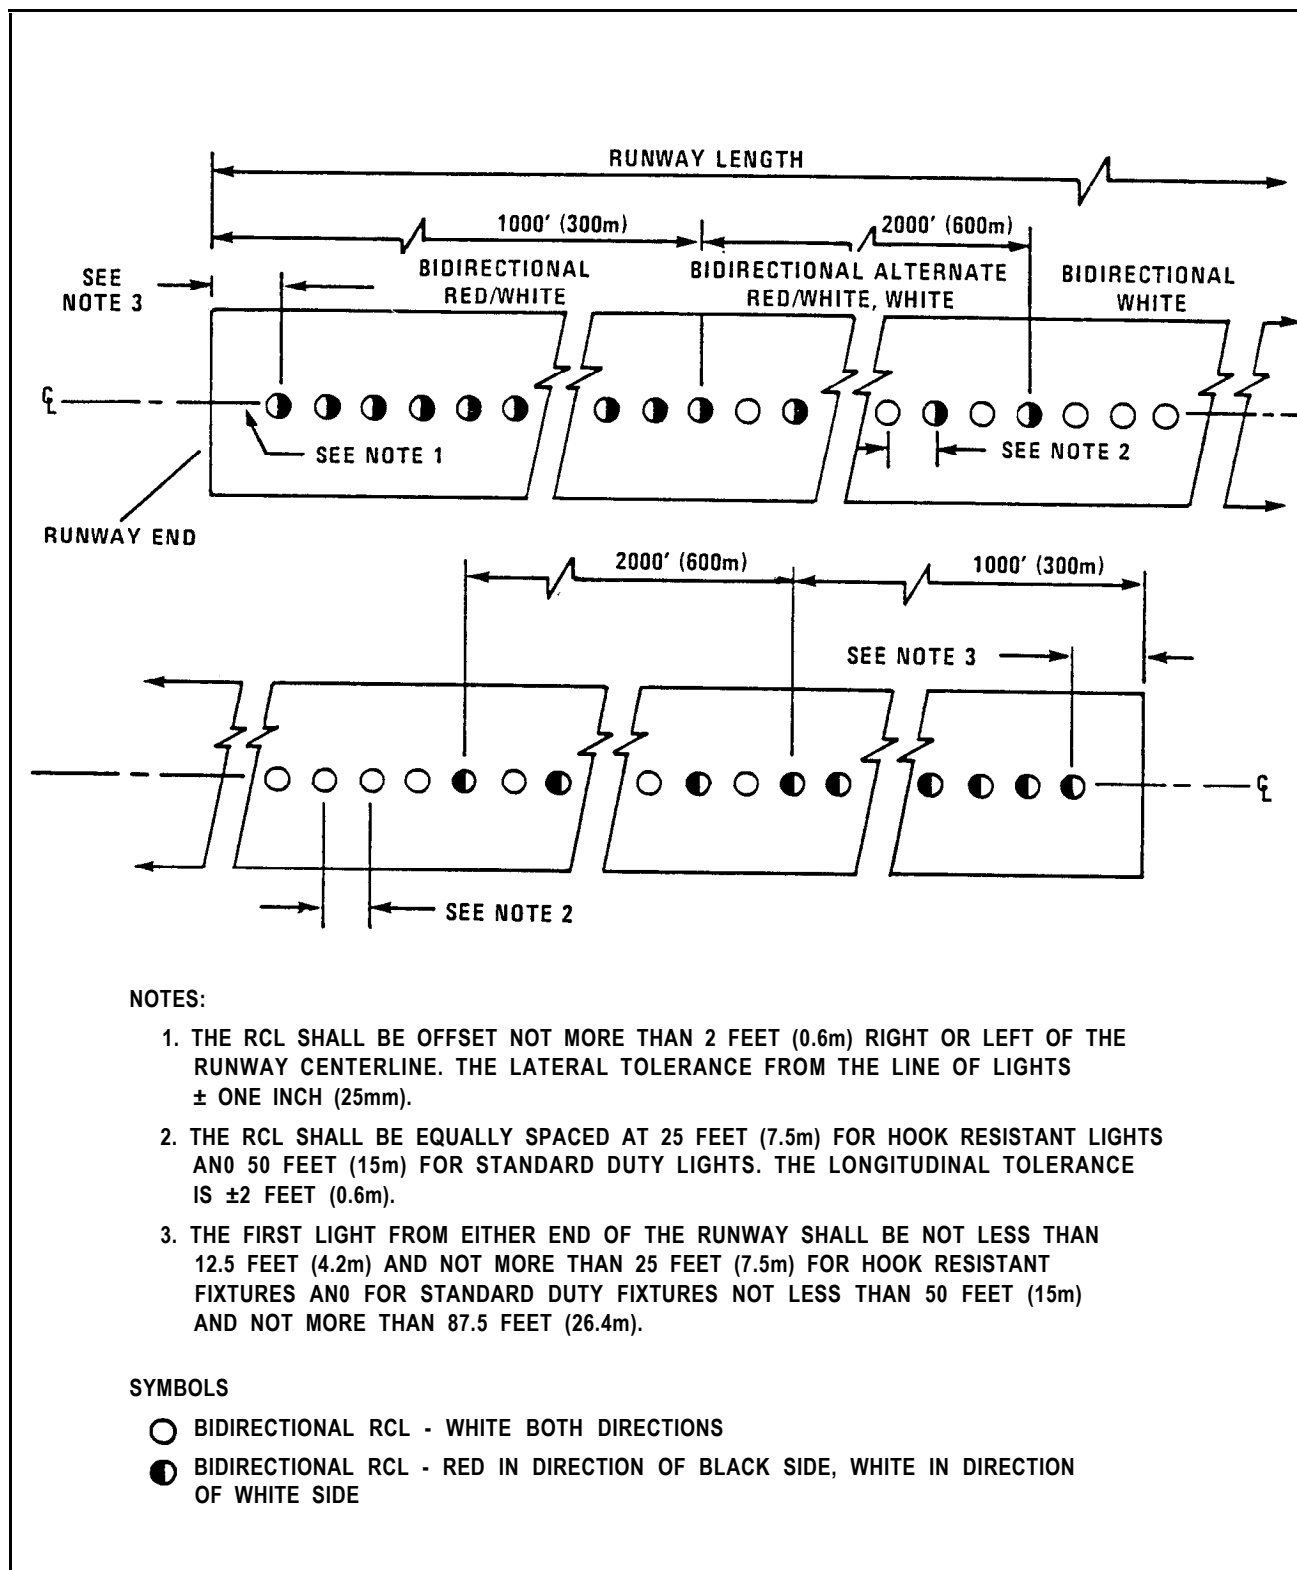 RUNWAY LENGTH
1000' (300m)
2000' (600m)
SEE
NOTE 3
BIDIRECTIONAL
RED/WHITE
BIDIRECTIONAL ALTERNATE
RED/WHITE, WHITE
BIDIRECTIONAL
WHITE
℄
SEE NOTE 1
SEE NOTE 2
RUNWAY END
2000' (600m)
1000' (300m)
SEE NOTE 3
℄
SEE NOTE 2
NOTES:
1. THE RCL SHALL BE OFFSET NOT MORE THAN 2 FEET (0.6m) RIGHT OR LEFT OF THE
RUNWAY CENTERLINE. THE LATERAL TOLERANCE FROM THE LINE OF LIGHTS
± ONE INCH (25mm).
2. THE RCL SHALL BE EQUALLY SPACED AT 25 FEET (7.5m) FOR HOOK RESISTANT LIGHTS
AN0 50 FEET (15m) FOR STANDARD DUTY LIGHTS. THE LONGITUDINAL TOLERANCE
IS ±2 FEET (0.6m).
3. THE FIRST LIGHT FROM EITHER END OF THE RUNWAY SHALL BE NOT LESS THAN
12.5 FEET (4.2m) AND NOT MORE THAN 25 FEET (7.5m) FOR HOOK RESISTANT
FIXTURES AN0 FOR STANDARD DUTY FIXTURES NOT LESS THAN 50 FEET (15m)
AND NOT MORE THAN 87.5 FEET (26.4m).
SYMBOLS
BIDIRECTIONAL RCL - WHITE BOTH DIRECTIONS
BIDIRECTIONAL RCL - RED IN DIRECTION OF BLACK SIDE, WHITE IN DIRECTION
OF WHITE SIDE